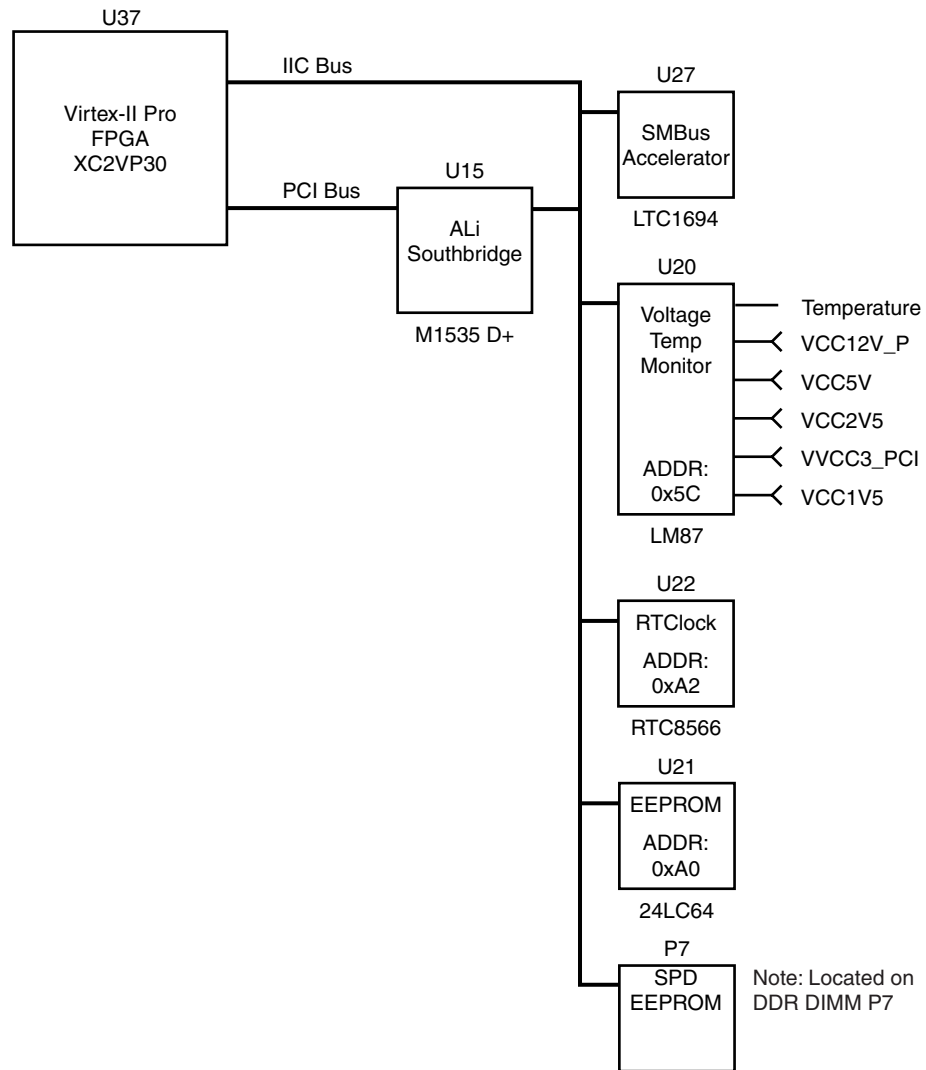 U37
Virtex-II Pro
FPGA
XC2VP30
IIC Bus
PCI Bus
U15
ALi
Southbridge
M1535 D+
U27
SMBus
Accelerator
LTC1694
U20
Voltage
Temp
Monitor
ADDR:
0x5C
LM87
Temperature
VCC12V_P
VCC5V
VCC2V5
VVCC3_PCI
VCC1V5
U22
RTClock
ADDR:
0xA2
RTC8566
U21
EEPROM
ADDR:
0xA0
24LC64
P7
SPD
EEPROM
Note: Located on
DDR DIMM P7